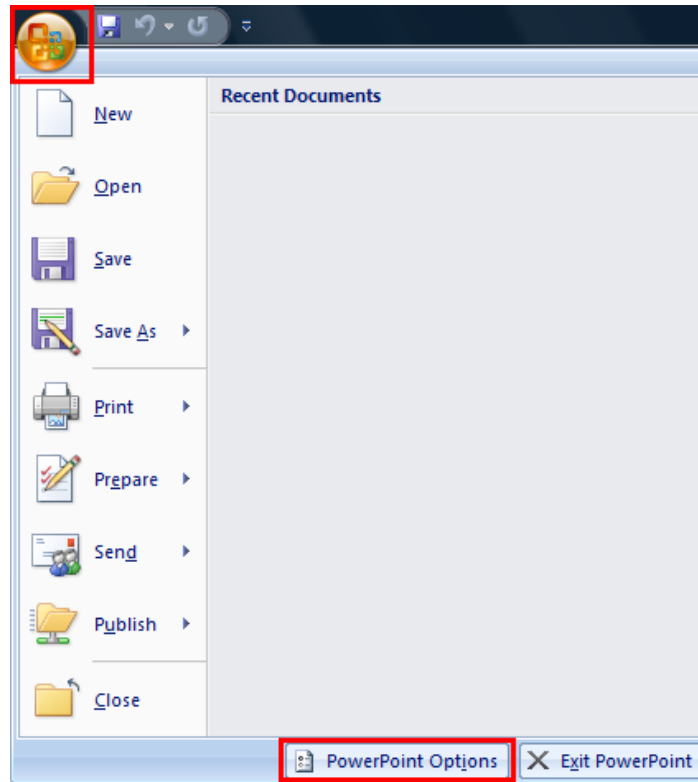 Recent Documents
New
Open
Save
Save As
Print
Prepare
Send
Publish
Close
PowerPoint Options
Exit PowerPoint